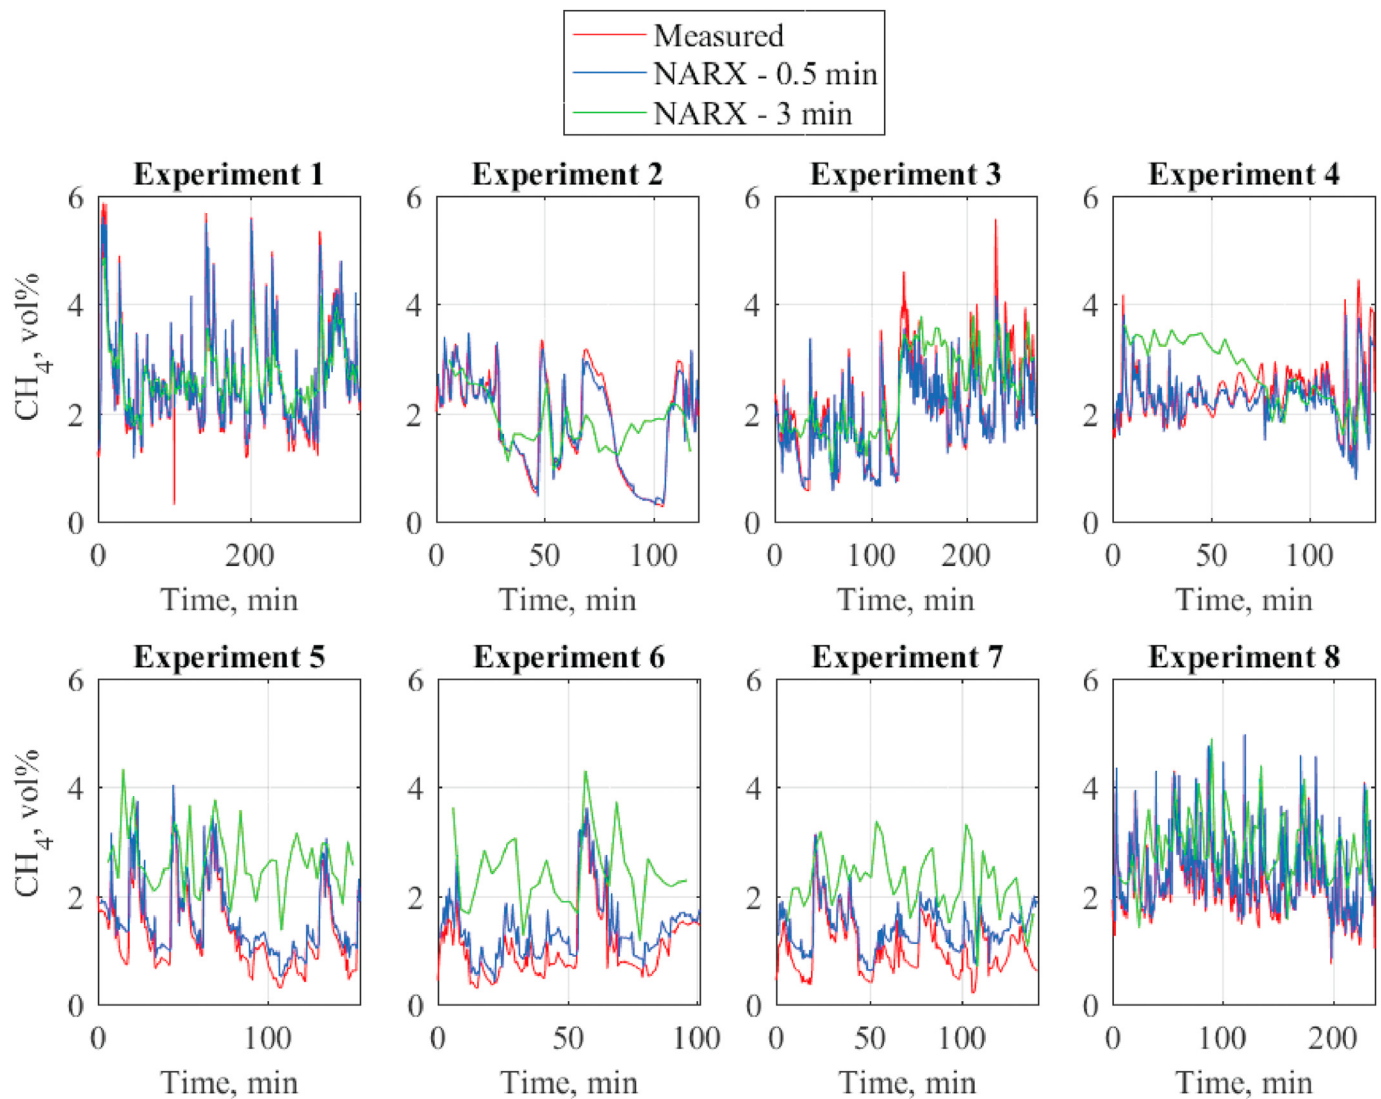 Measured
NARX - 0.5 min
NARX - 3 min
Experiment 1
Experiment 2
Experiment 3
Experiment 4
6
4
2
0
CH4, vol%
0
200
Time, min
6
4
2
0
0
50
100
Time, min
6
4
2
0
0
100
200
Time, min
6
4
2
0
0
50
100
Time, min
Experiment 5
Experiment 6
Experiment 7
Experiment 8
6
4
2
0
CH4, vol%
0
100
Time, min
6
4
2
0
0
50
100
Time, min
6
4
2
0
0
50
100
Time, min
6
4
2
0
0
100
200
Time, min